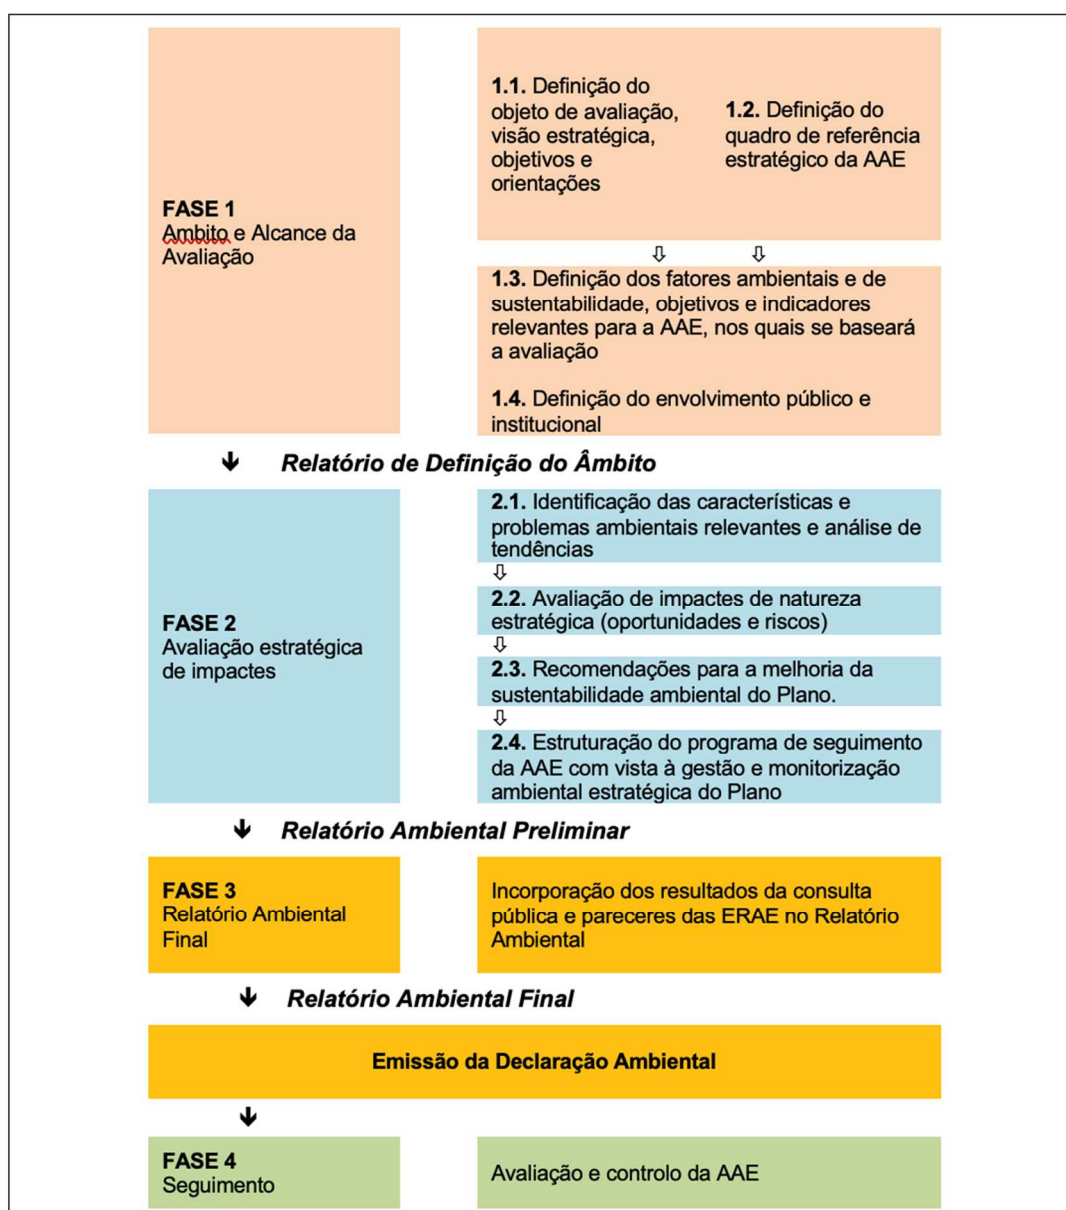 FASE 1
Ambito e Alcance da
Avaliação
1.1. Definição do
objeto de avaliação,
visão estratégica,
objetivos e
orientações
1.2. Definição do
quadro de referência
estratégico da AAE
⇩ ⇩
1.3. Definição dos fatores ambientais e de
sustentabilidade, objetivos e indicadores
relevantes para a AAE, nos quais se baseará
a avaliação
1.4. Definição do envolvimento público e
institucional
🡻 Relatório de Definição do Âmbito
FASE 2
Avaliação estratégica
de impactes
2.1. Identificação das características e
problemas ambientais relevantes e análise de
tendências
⇩
2.2. Avaliação de impactes de natureza
estratégica (oportunidades e riscos)
⇩
2.3. Recomendações para a melhoria da
sustentabilidade ambiental do Plano.
⇩
2.4. Estruturação do programa de seguimento
da AAE com vista à gestão e monitorização
ambiental estratégica do Plano
🡻 Relatório Ambiental Preliminar
FASE 3
Relatório Ambiental
Final
Incorporação dos resultados da consulta
pública e pareceres das ERAE no Relatório
Ambiental
🡻 Relatório Ambiental Final
Emissão da Declaração Ambiental
🡻
FASE 4
Seguimento
Avaliação e controlo da AAE